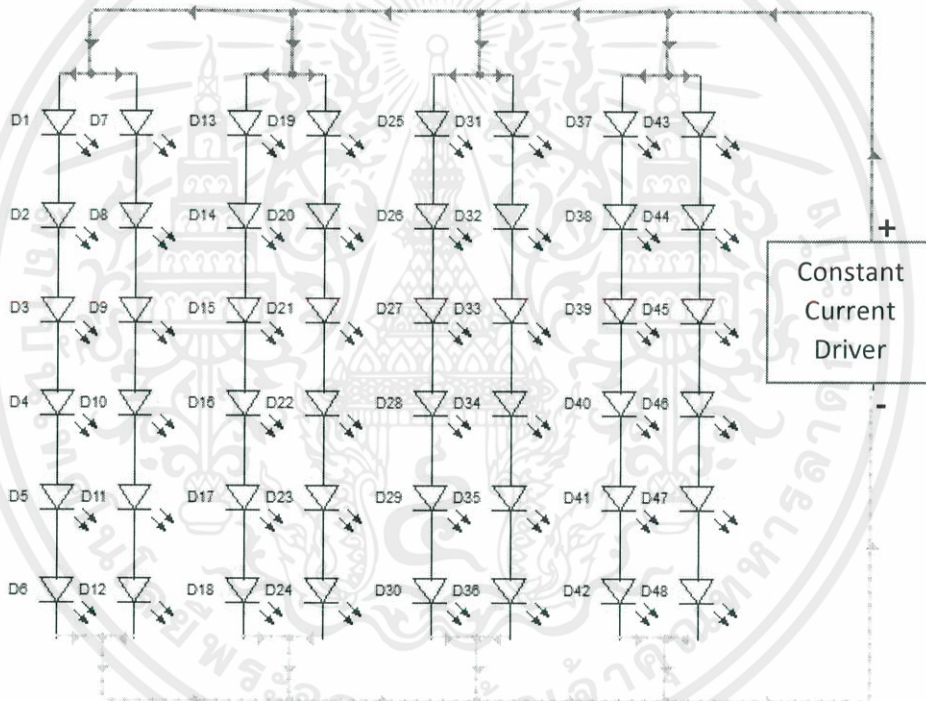 D1 D7 D13 D19 D25 D31 D37 D43
D2 D8 D14 D20 D26 D32 D38 D44
+
Constant
Current
Driver
D3 D9 D15 D21 D27 D33 D39 D45
-
D4 D10 D16 D22 D28 D34 D40 D46
D5 D11 D17 D23 D29 D35 D41 D47
D6 D12 D18 D24 D30 D36 D42 D48